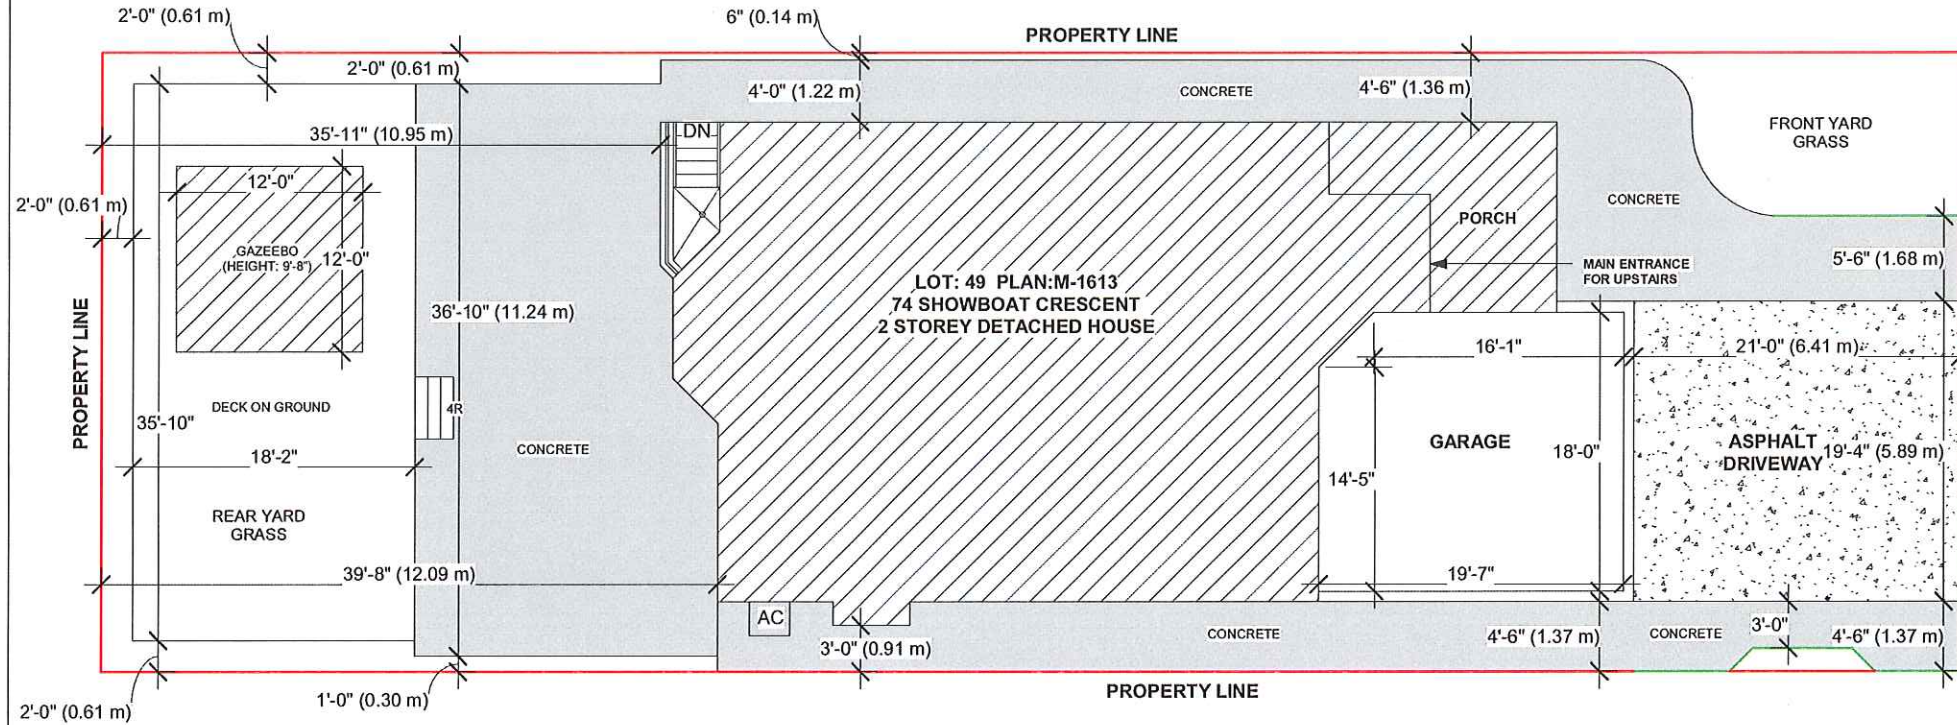 2'-0" (0.61 m)
6" (0.14 m)
PROPERTY LINE
2'-0" (0.61 m)
4'-0" (1.22 m)
CONCRETE
4'-6" (1.36 m)
35'-11" (10.95 m)
DN
FRONT YARD
GRASS
12'-0"
2'-0" (0.61 m)
CONCRETE
PORCH
GAZEEBO
(HEIGHT: 9'-8")
12'-0"
MAIN ENTRANCE
FOR UPSTAIRS
5'-6" (1.68 m)
LOT: 49 PLAN:M-1613
74 SHOWBOAT CRESCENT
2 STOREY DETACHED HOUSE
36'-10" (11.24 m)
PROPERTY LINE
16'-1"
21'-0" (6.41 m)
DECK ON GROUND
4R
35'-10"
CONCRETE
GARAGE
18'-0"
ASPHALT
DRIVEWAY
19'-4" (5.89 m)
18'-2"
14'-5"
REAR YARD
GRASS
39'-8" (12.09 m)
19'-7"
AC
3'-0" (0.91 m)
CONCRETE
4'-6" (1.37 m)
CONCRETE
3'-0"
4'-6" (1.37 m)
2'-0" (0.61 m)
1'-0" (0.30 m)
PROPERTY LINE